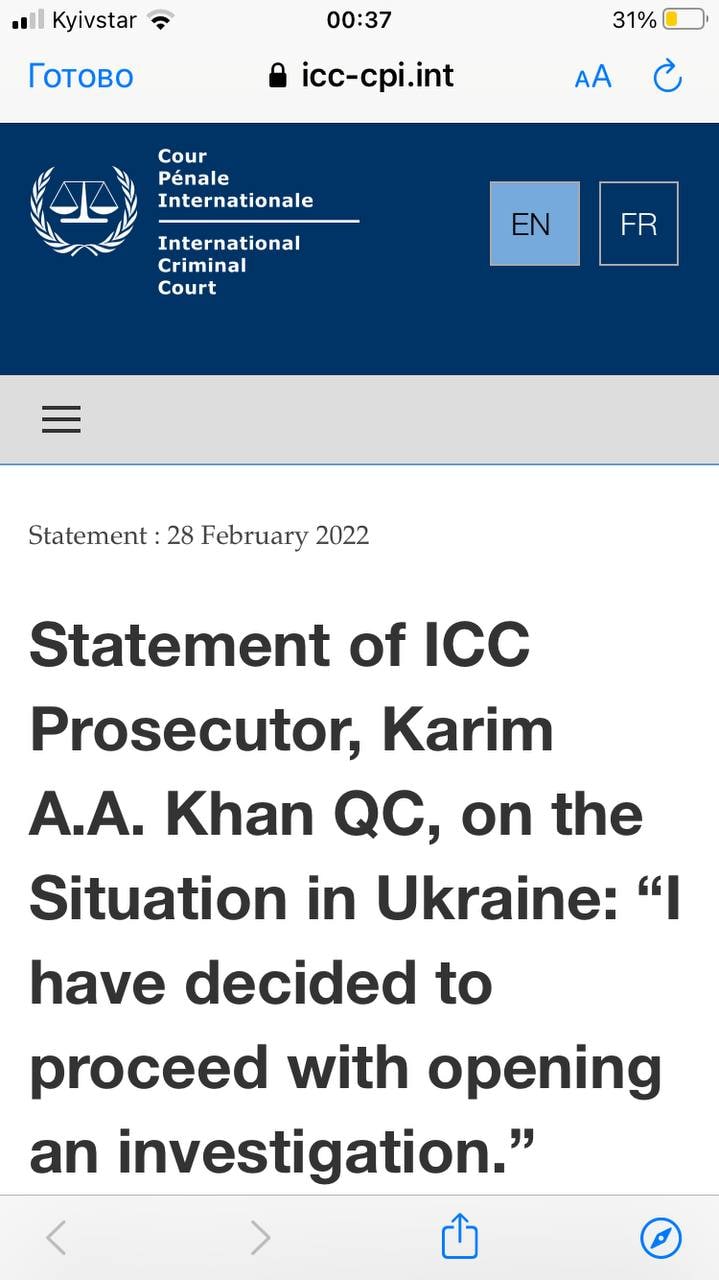 Kyivstar 00:37 31%
Готово icc-cpi.int AA
Cour
Pénale
Internationale
International
Criminal
Court
EN FR
Statement : 28 February 2022
Statement of ICC
Prosecutor, Karim
A.A. Khan QC, on the
Situation in Ukraine: “I
have decided to
proceed with opening
an investigation.”